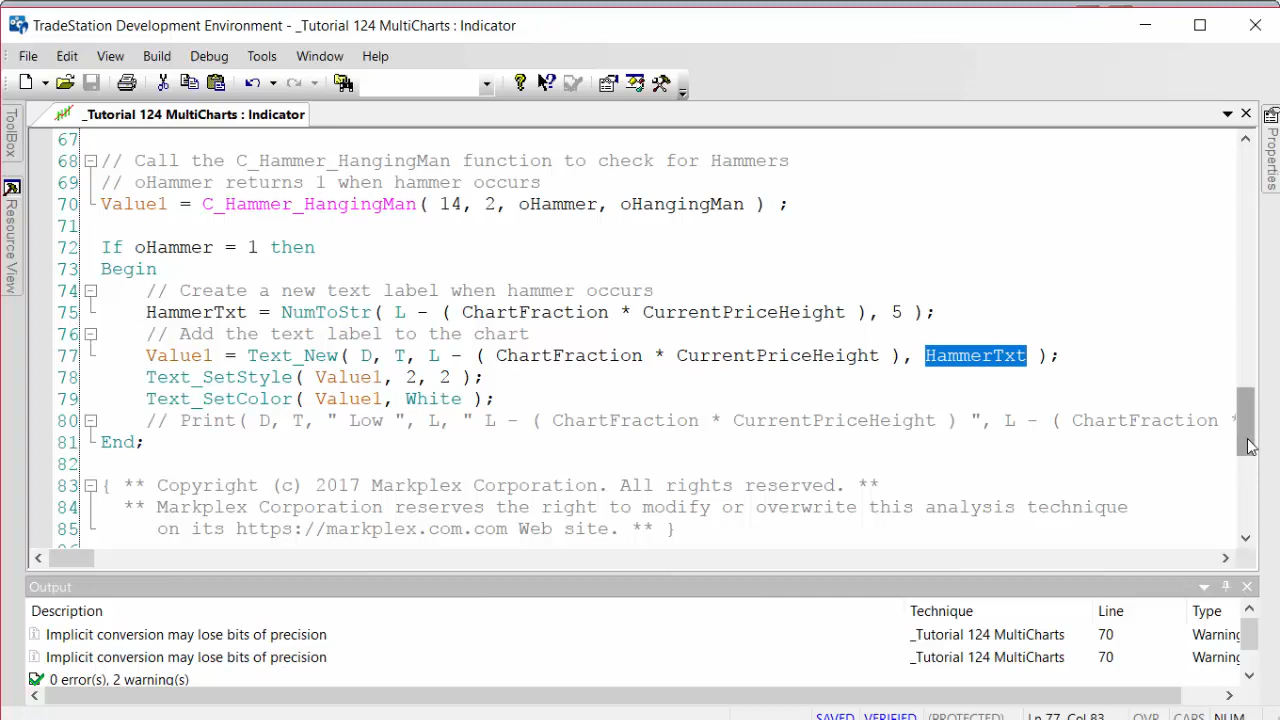 TradeStation Development Environment - _Tutorial 124 MultiCharts : Indicator
File Edit View Build Debug Tools Window Help
_Tutorial 124 MultiCharts : Indicator
ToolBox
Resource View
Properties
67
68 // Call the C_Hammer_HangingMan function to check for Hammers
69 // oHammer returns 1 when hammer occurs
70 Value1 = C_Hammer_HangingMan( 14, 2, oHammer, oHangingMan ) ;
71
72 If oHammer = 1 then
73 Begin
74 // Create a new text label when hammer occurs
75 HammerTxt = NumToStr( L - ( ChartFraction * CurrentPriceHeight ), 5 );
76 // Add the text label to the chart
77 Value1 = Text_New( D, T, L - ( ChartFraction * CurrentPriceHeight ), HammerTxt );
78 Text_SetStyle( Value1, 2, 2 );
79 Text_SetColor( Value1, White );
80 // Print( D, T, " Low ", L, " L - ( ChartFraction * CurrentPriceHeight ) ", L - ( ChartFraction *
81 End;
82
83 { ** Copyright (c) 2017 Markplex Corporation. All rights reserved. **
84 ** Markplex Corporation reserves the right to modify or overwrite this analysis technique
85 on its https://markplex.com.com Web site. ** }
Output
Description Technique Line Type
Implicit conversion may lose bits of precision _Tutorial 124 MultiCharts 70 Warning
Implicit conversion may lose bits of precision _Tutorial 124 MultiCharts 70 Warning
0 error(s), 2 warning(s)
SAVED VERIFIED (PROTECTED) Ln 77, Col 83 OVR CAPS NUM